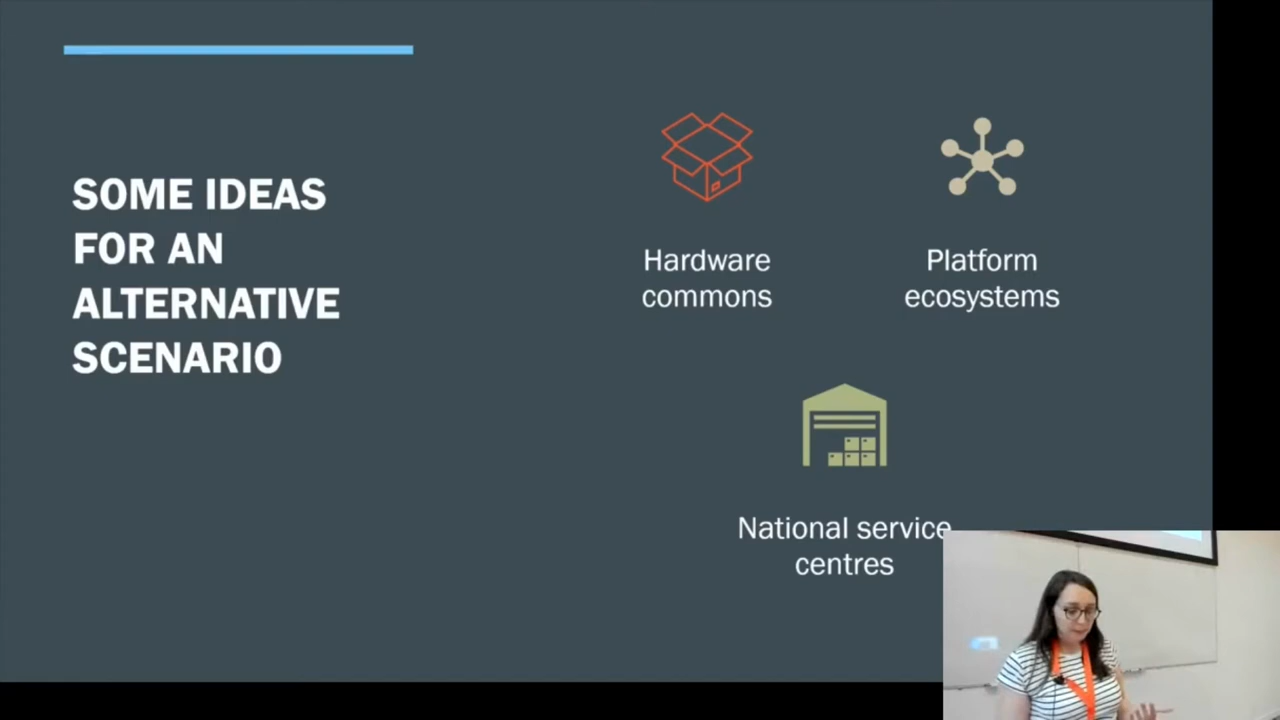 SOME IDEAS
FOR AN
ALTERNATIVE
SCENARIO
Hardware
commons
Platform
ecosystems
National service
centres